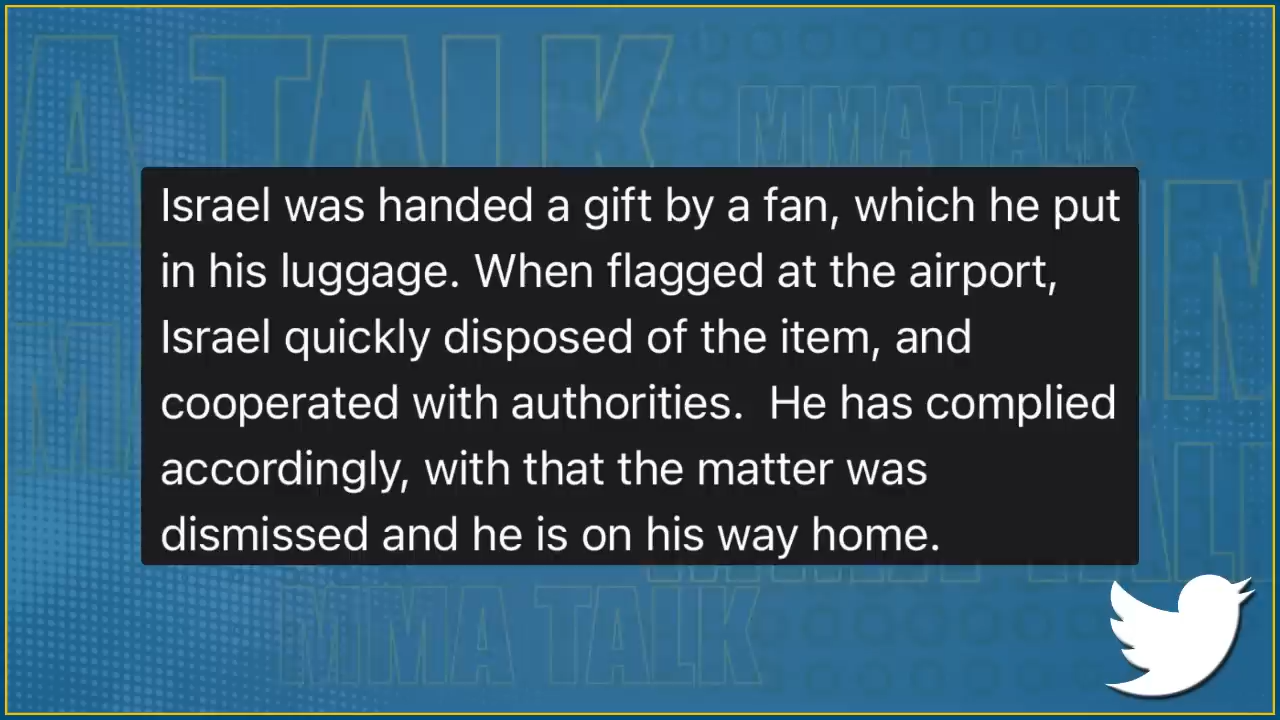 A TALK
MMA TALK
Israel was handed a gift by a fan, which he put
in his luggage. When flagged at the airport,
Israel quickly disposed of the item, and
cooperated with authorities.  He has complied
accordingly, with that the matter was
dismissed and he is on his way home.
MMA TALK